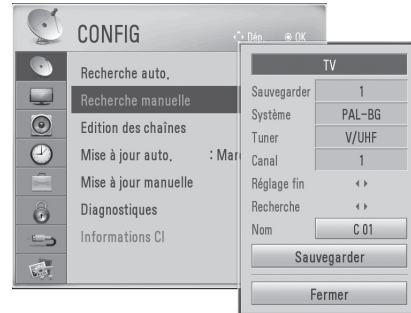 CONFIG
Dép. OK
Recherche auto.
Recherche manuelle
Edition des chaînes
Mise à jour auto. : Mar
Mise à jour manuelle
Diagnostiques
Informations CI
TV
Sauvegarder 1
Système PAL-BG
Tuner V/UHF
Canal 1
Réglage fin
Recherche
Nom C 01
Sauvegarder
Fermer